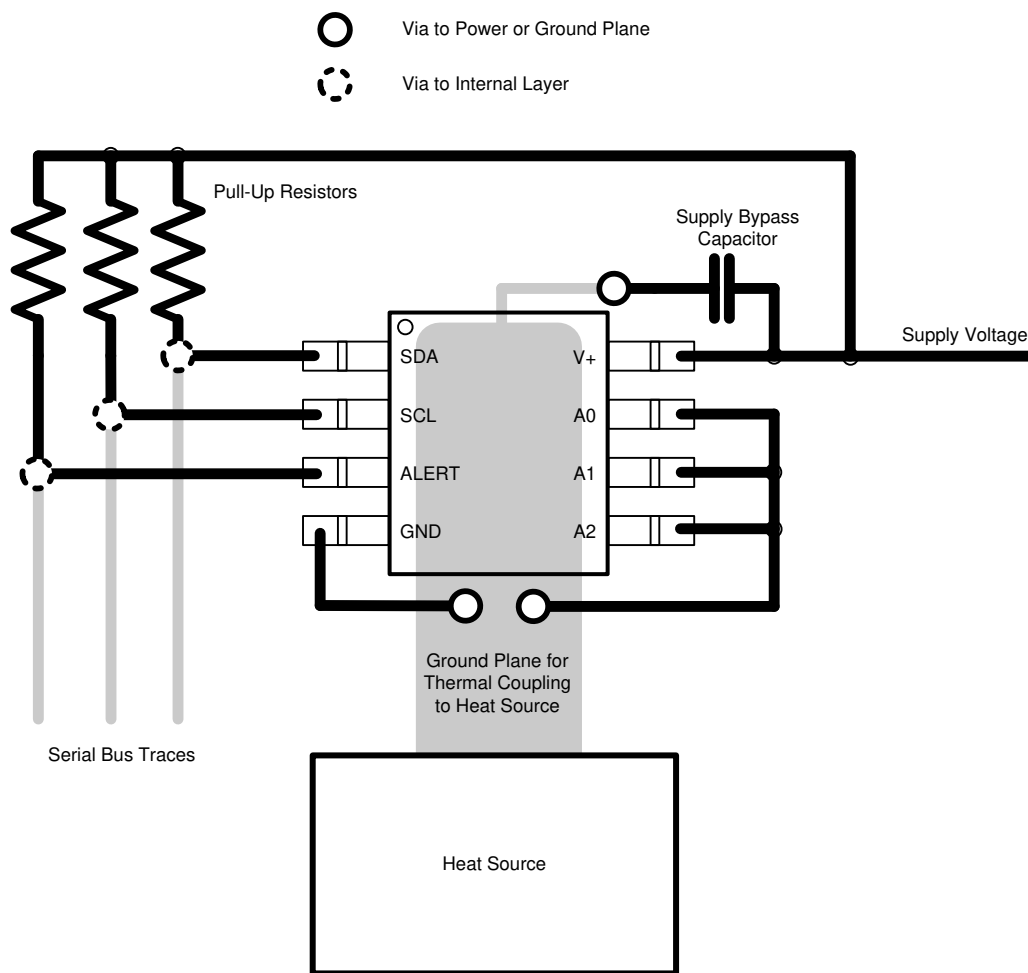 Via to Power or Ground Plane
Via to Internal Layer
Pull-Up Resistors
Supply Bypass
Capacitor
Supply Voltage
SDA
V+
SCL
A0
ALERT
A1
GND
A2
Ground Plane for
Thermal Coupling
to Heat Source
Serial Bus Traces
Heat Source